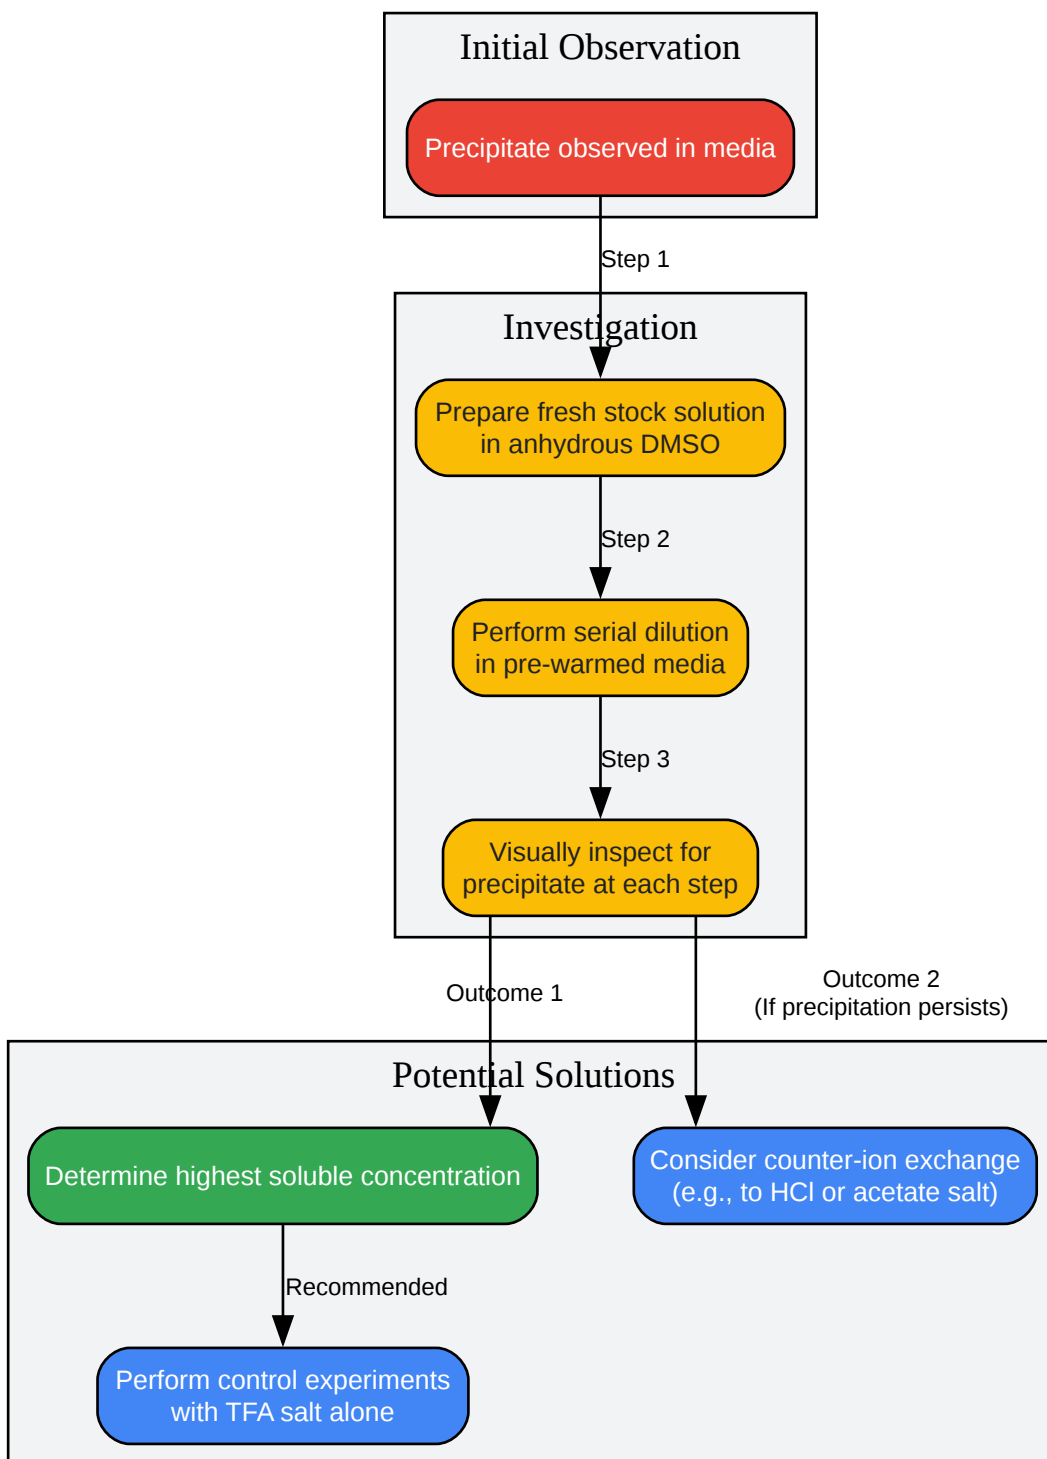 Initial Observation
Precipitate observed in media
Step 1
Investigation
Prepare fresh stock solution
in anhydrous DMSO
Step 2
Perform serial dilution
in pre-warmed media
Step 3
Visually inspect for
precipitate at each step
Outcome 1
Outcome 2
(If precipitation persists)
Potential Solutions
Determine highest soluble concentration
Consider counter-ion exchange
(e.g., to HCl or acetate salt)
Recommended
Perform control experiments
with TFA salt alone